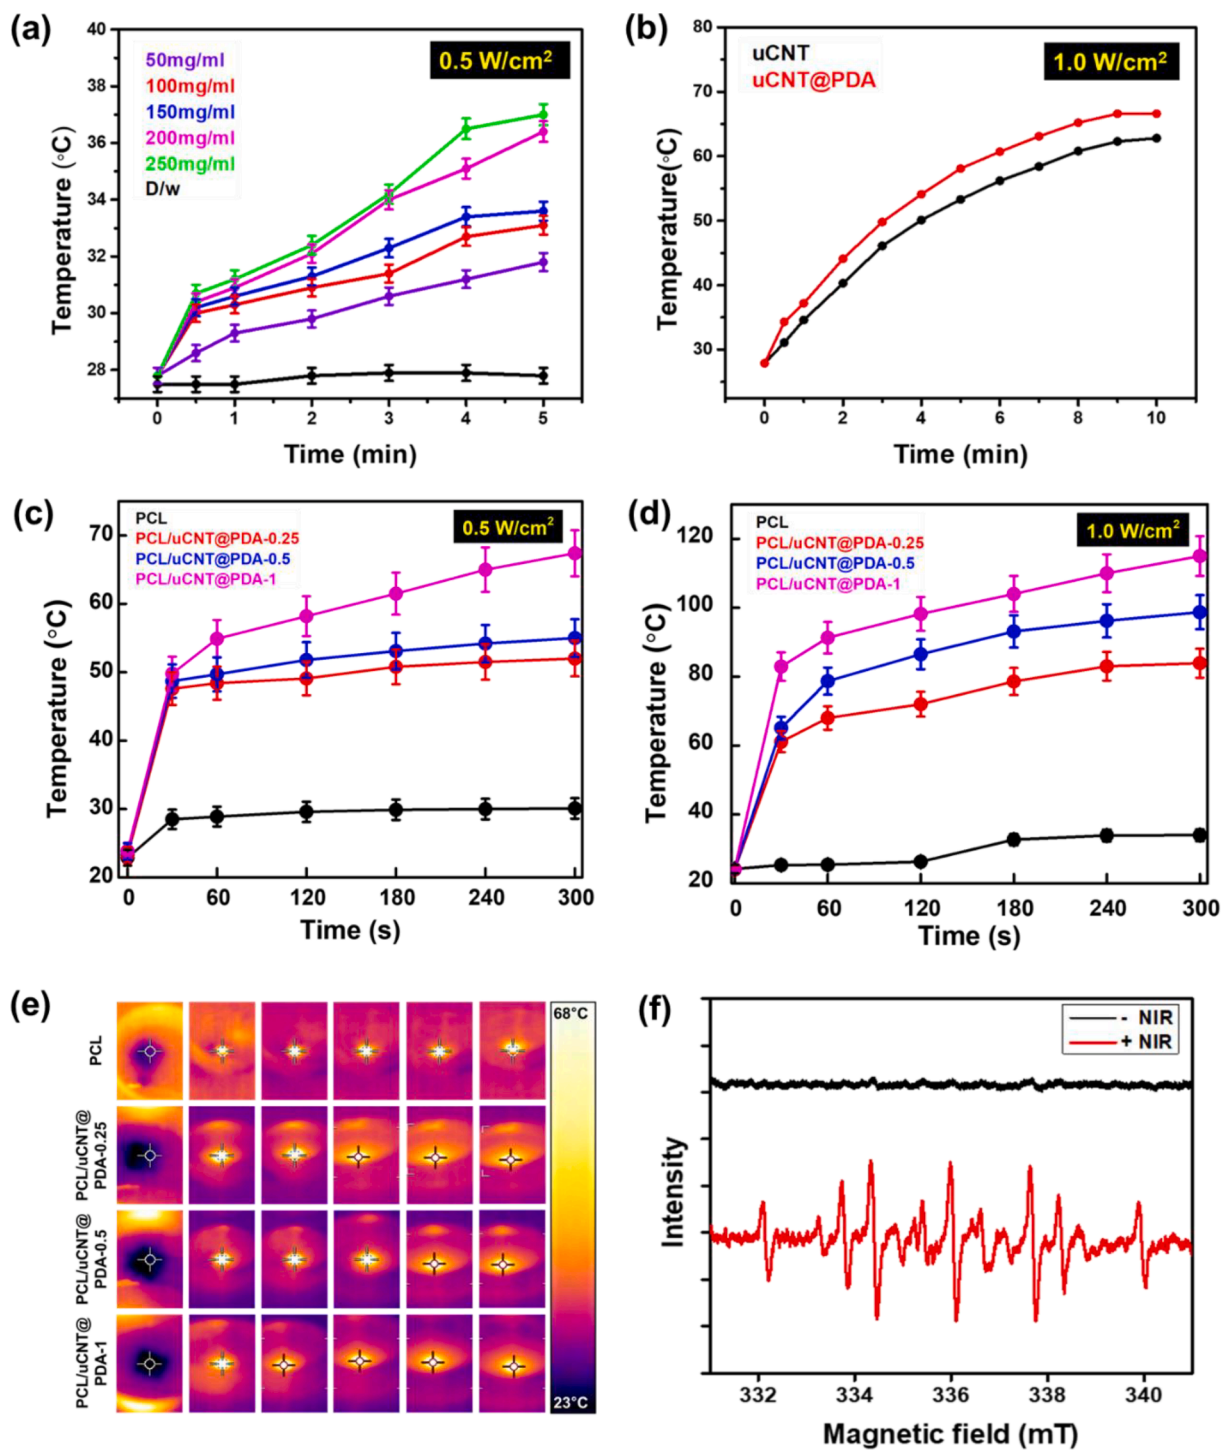 (a)
40
38
36
34
32
30
28
Temperature (°C)
50mg/ml
100mg/ml
150mg/ml
200mg/ml
250mg/ml
D/w
0.5 W/cm²
0 1 2 3 4 5
Time (min)
(b)
80
70
60
50
40
30
Temperature(°C)
uCNT
uCNT@PDA
1.0 W/cm²
0 2 4 6 8 10
Time (min)
(c)
70
60
50
40
30
20
Temperature (°C)
PCL
PCL/uCNT@PDA-0.25
PCL/uCNT@PDA-0.5
PCL/uCNT@PDA-1
0.5 W/cm²
0 60 120 180 240 300
Time (s)
(d)
120
100
80
60
40
20
Temperature (°C)
PCL
PCL/uCNT@PDA-0.25
PCL/uCNT@PDA-0.5
PCL/uCNT@PDA-1
1.0 W/cm²
0 60 120 180 240 300
Time (s)
(e)
PCL
PCL/uCNT@
PDA-0.25
PCL/uCNT@
PDA-0.5
PCL/uCNT@
PDA-1
68°C
23°C
(f)
- NIR
+ NIR
Intensity
332 334 336 338 340
Magnetic field (mT)